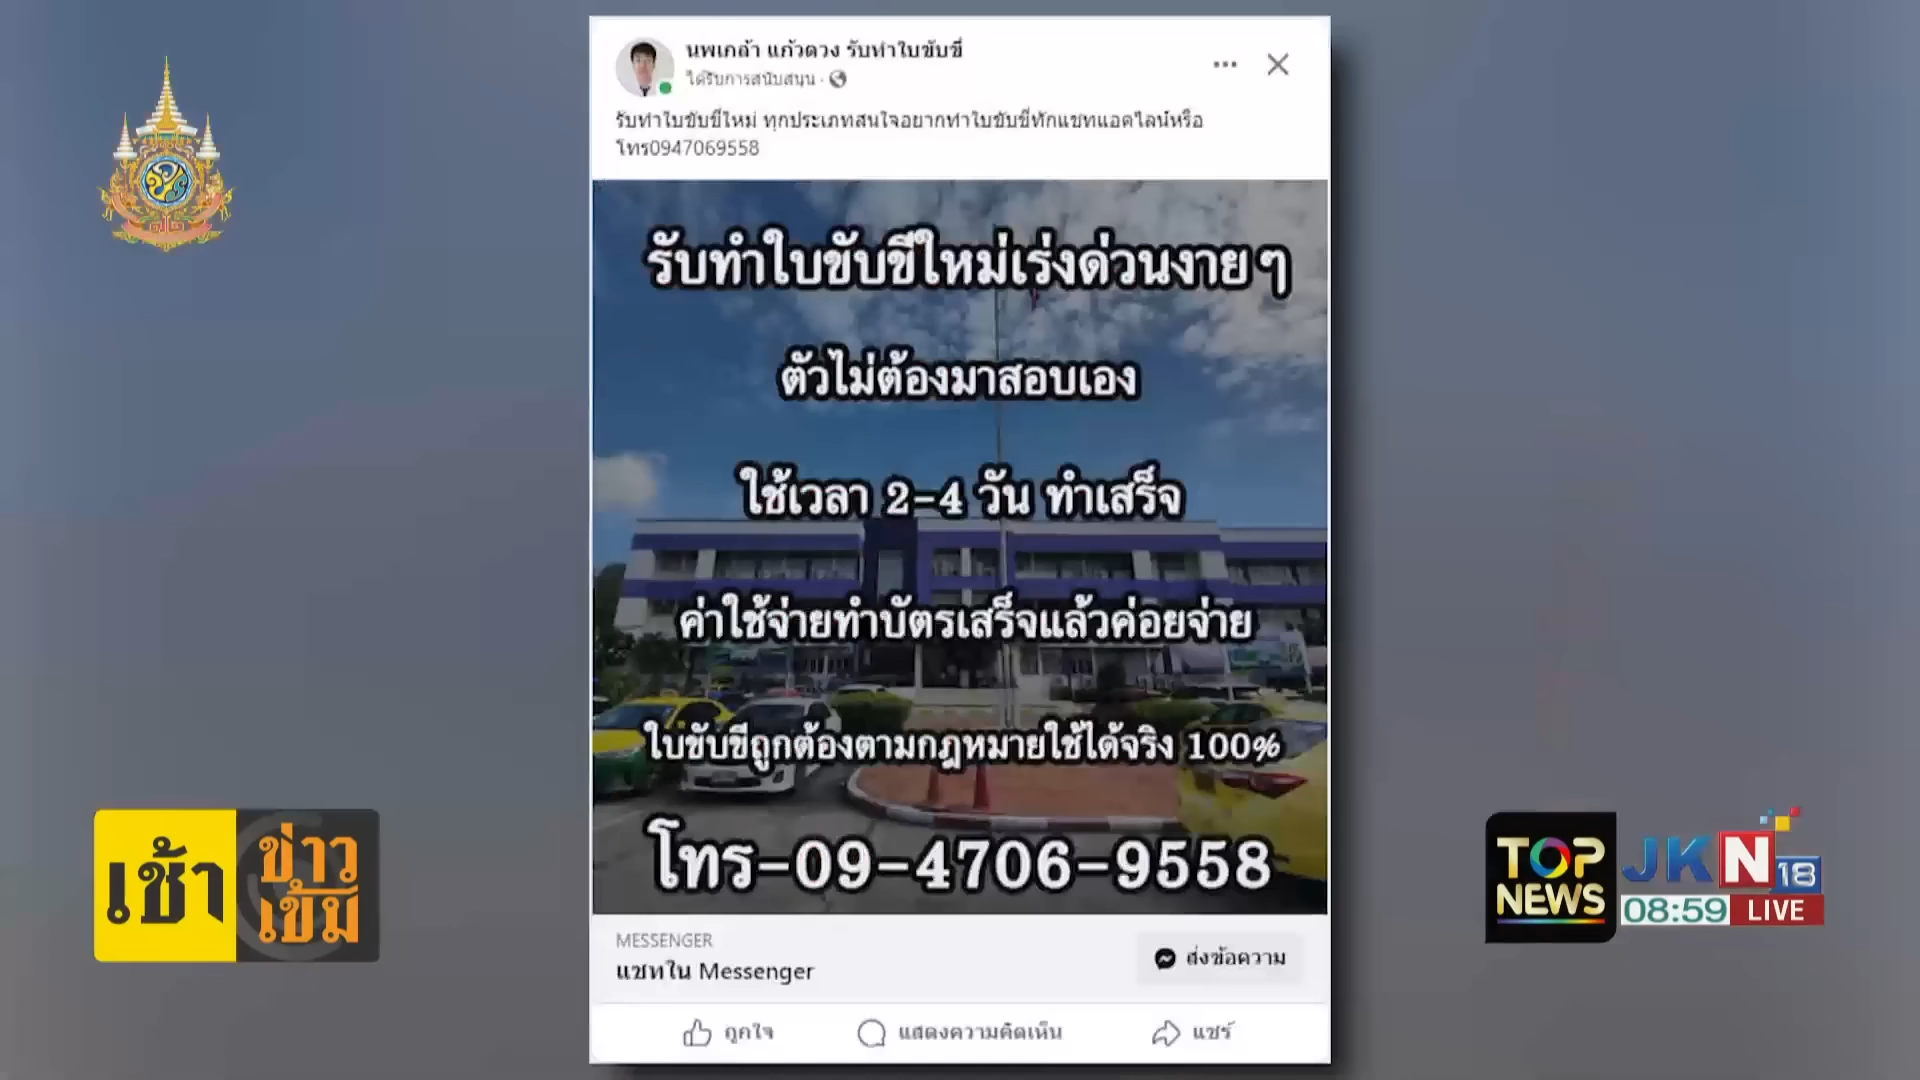 นพเกล้า แก้วดวง รับทำใบขับขี่
ได้รับการสนับสนุน ·
รับทำใบขับขี่ใหม่ ทุกประเภทสนใจอยากทำใบขับขี่ทักแชทแอดไลน์หรือ
โทร0947069558
รับทำใบขับขี่ใหม่เร่งด่วนงายๆ
ตัวไม่ต้องมาสอบเอง
ใช้เวลา 2-4 วัน ทำเสร็จ
ค่าใช้จ่ายทำบัตรเสร็จแล้วค่อยจ่าย
ใบขับขี่ถูกต้องตามกฎหมายใช้ได้จริง 100%
โทร-09-4706-9558
MESSENGER
แชทใน Messenger
ส่งข้อความ
ถูกใจ
แสดงความคิดเห็น
แชร์
เช้า
ข่าว
เข้ม
TOP
NEWS
JKN
18
08:59 LIVE